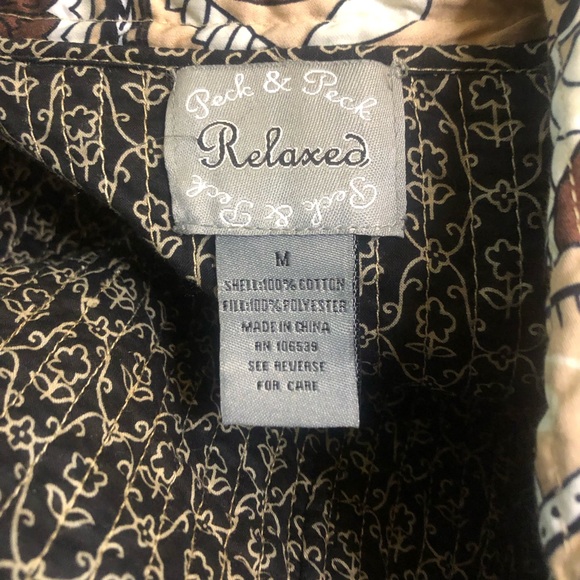 Peck & Peck
Relaxed
Peck & Peck
M
SHELL:100% COTTON
FILL:100% POLYESTER
MADE IN CHINA
RN 106539
SEE REVERSE
FOR CARE